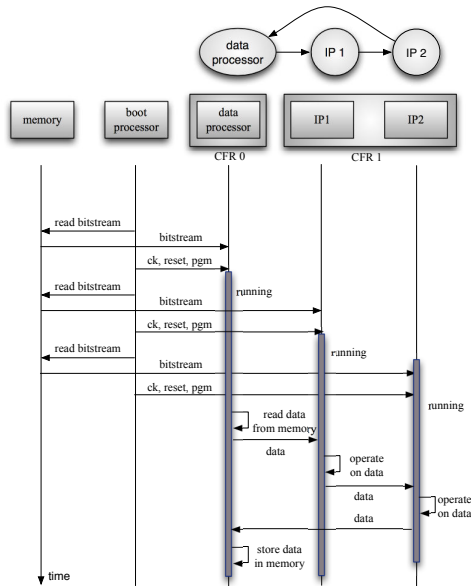 data
processor
IP 1
IP 2
memory
boot
processor
data
processor
IP1
IP2
CFR 0
CFR 1
read bitstream
bitstream
ck, reset, pgm
running
read bitstream
bitstream
ck, reset, pgm
running
read bitstream
bitstream
ck, reset, pgm
running
read data
from memory
data
operate
on data
data
operate
on data
data
store data
in memory
time